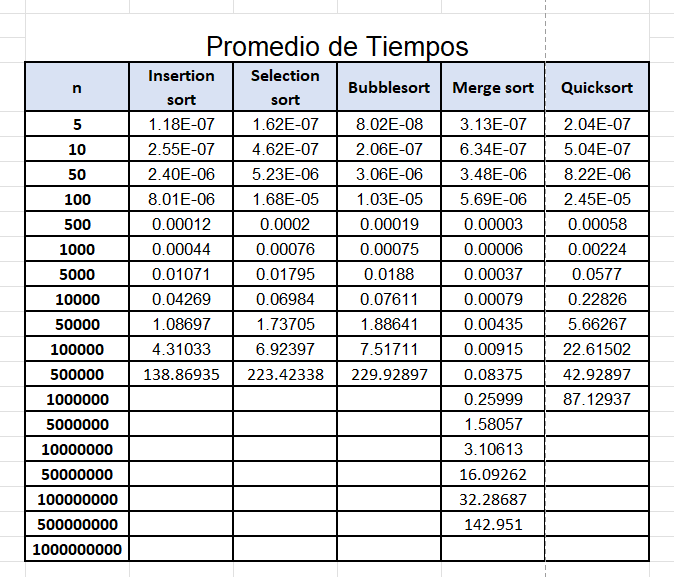 Promedio de Tiempos
n Insertion sort Selection sort Bubblesort Merge sort Quicksort
5 1.18E-07 1.62E-07 8.02E-08 3.13E-07 2.04E-07
10 2.55E-07 4.62E-07 2.06E-07 6.34E-07 5.04E-07
50 2.40E-06 5.23E-06 3.06E-06 3.48E-06 8.22E-06
100 8.01E-06 1.68E-05 1.03E-05 5.69E-06 2.45E-05
500 0.00012 0.0002 0.00019 0.00003 0.00058
1000 0.00044 0.00076 0.00075 0.00006 0.00224
5000 0.01071 0.01795 0.0188 0.00037 0.0577
10000 0.04269 0.06984 0.07611 0.00079 0.22826
50000 1.08697 1.73705 1.88641 0.00435 5.66267
100000 4.31033 6.92397 7.51711 0.00915 22.61502
500000 138.86935 223.42338 229.92897 0.08375 42.92897
1000000 0.25999 87.12937
5000000 1.58057
10000000 3.10613
50000000 16.09262
100000000 32.28687
500000000 142.951
1000000000